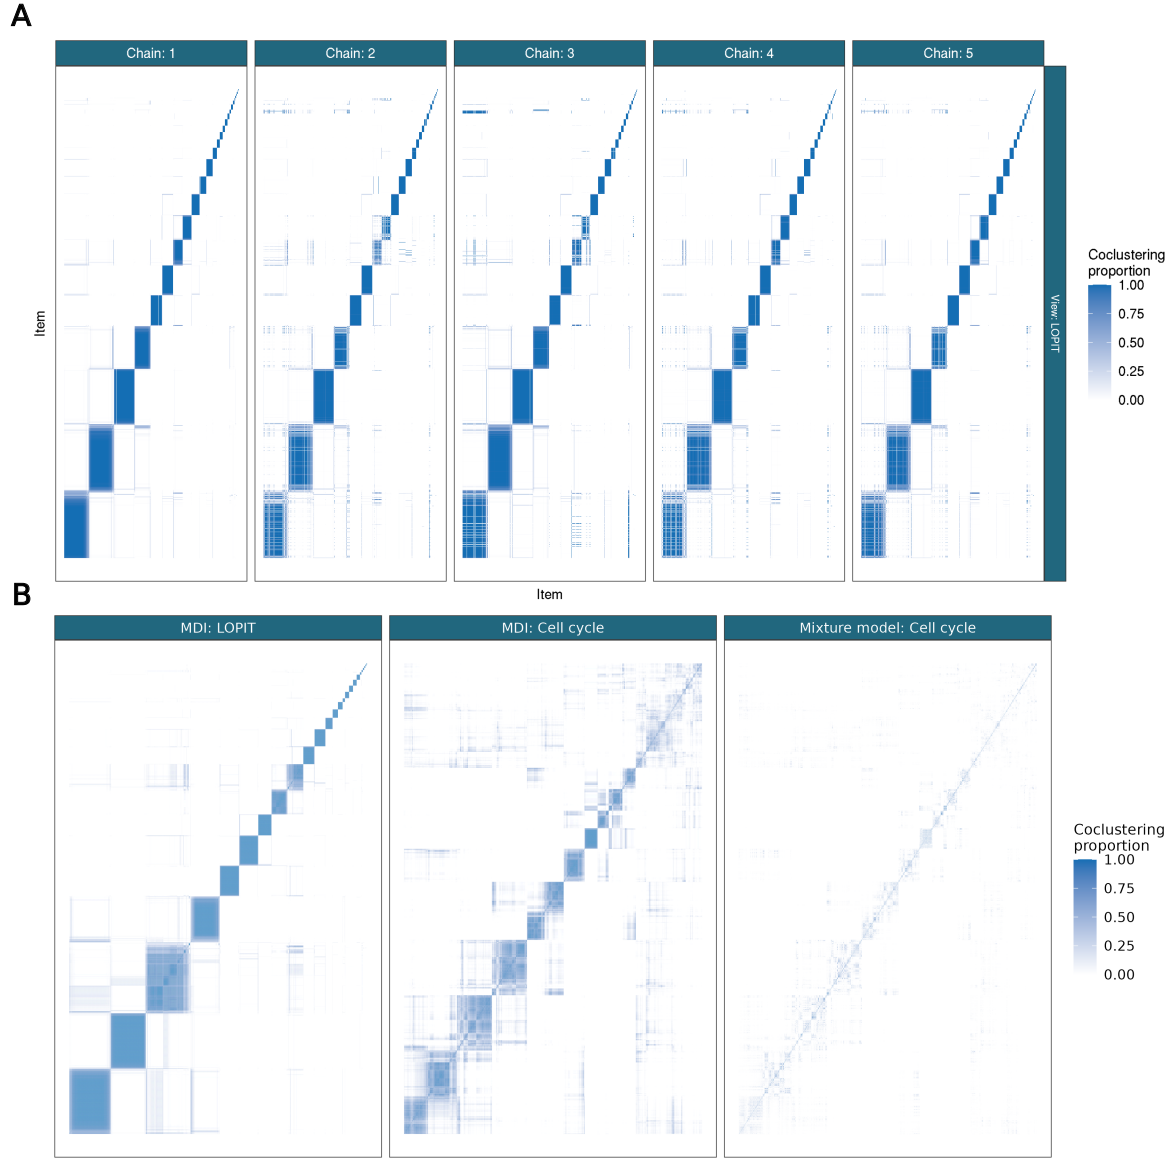 A
Chain: 1
Chain: 2
Chain: 3
Chain: 4
Chain: 5
Item
View: LOPIT
Coclustering
proportion
1.00
0.75
0.50
0.25
0.00
Item
B
MDI: LOPIT
MDI: Cell cycle
Mixture model: Cell cycle
Coclustering
proportion
1.00
0.75
0.50
0.25
0.00